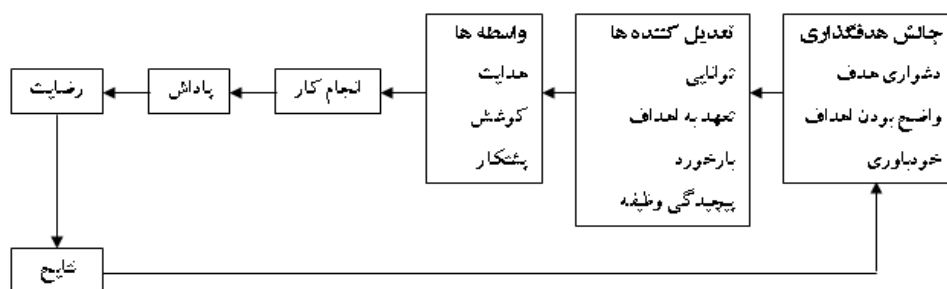 چالش هدفگذاری
دشواری هدف
واضح بودن اهداف
خودباوری
تعدیل کننده ها
توانایی
تعهد به اهداف
بارخورد
پیچیدگی وظیفه
واسطه ها
هدایت
کوشش
پشتکار
انجام کار
پاداش
رضایت
نتایج